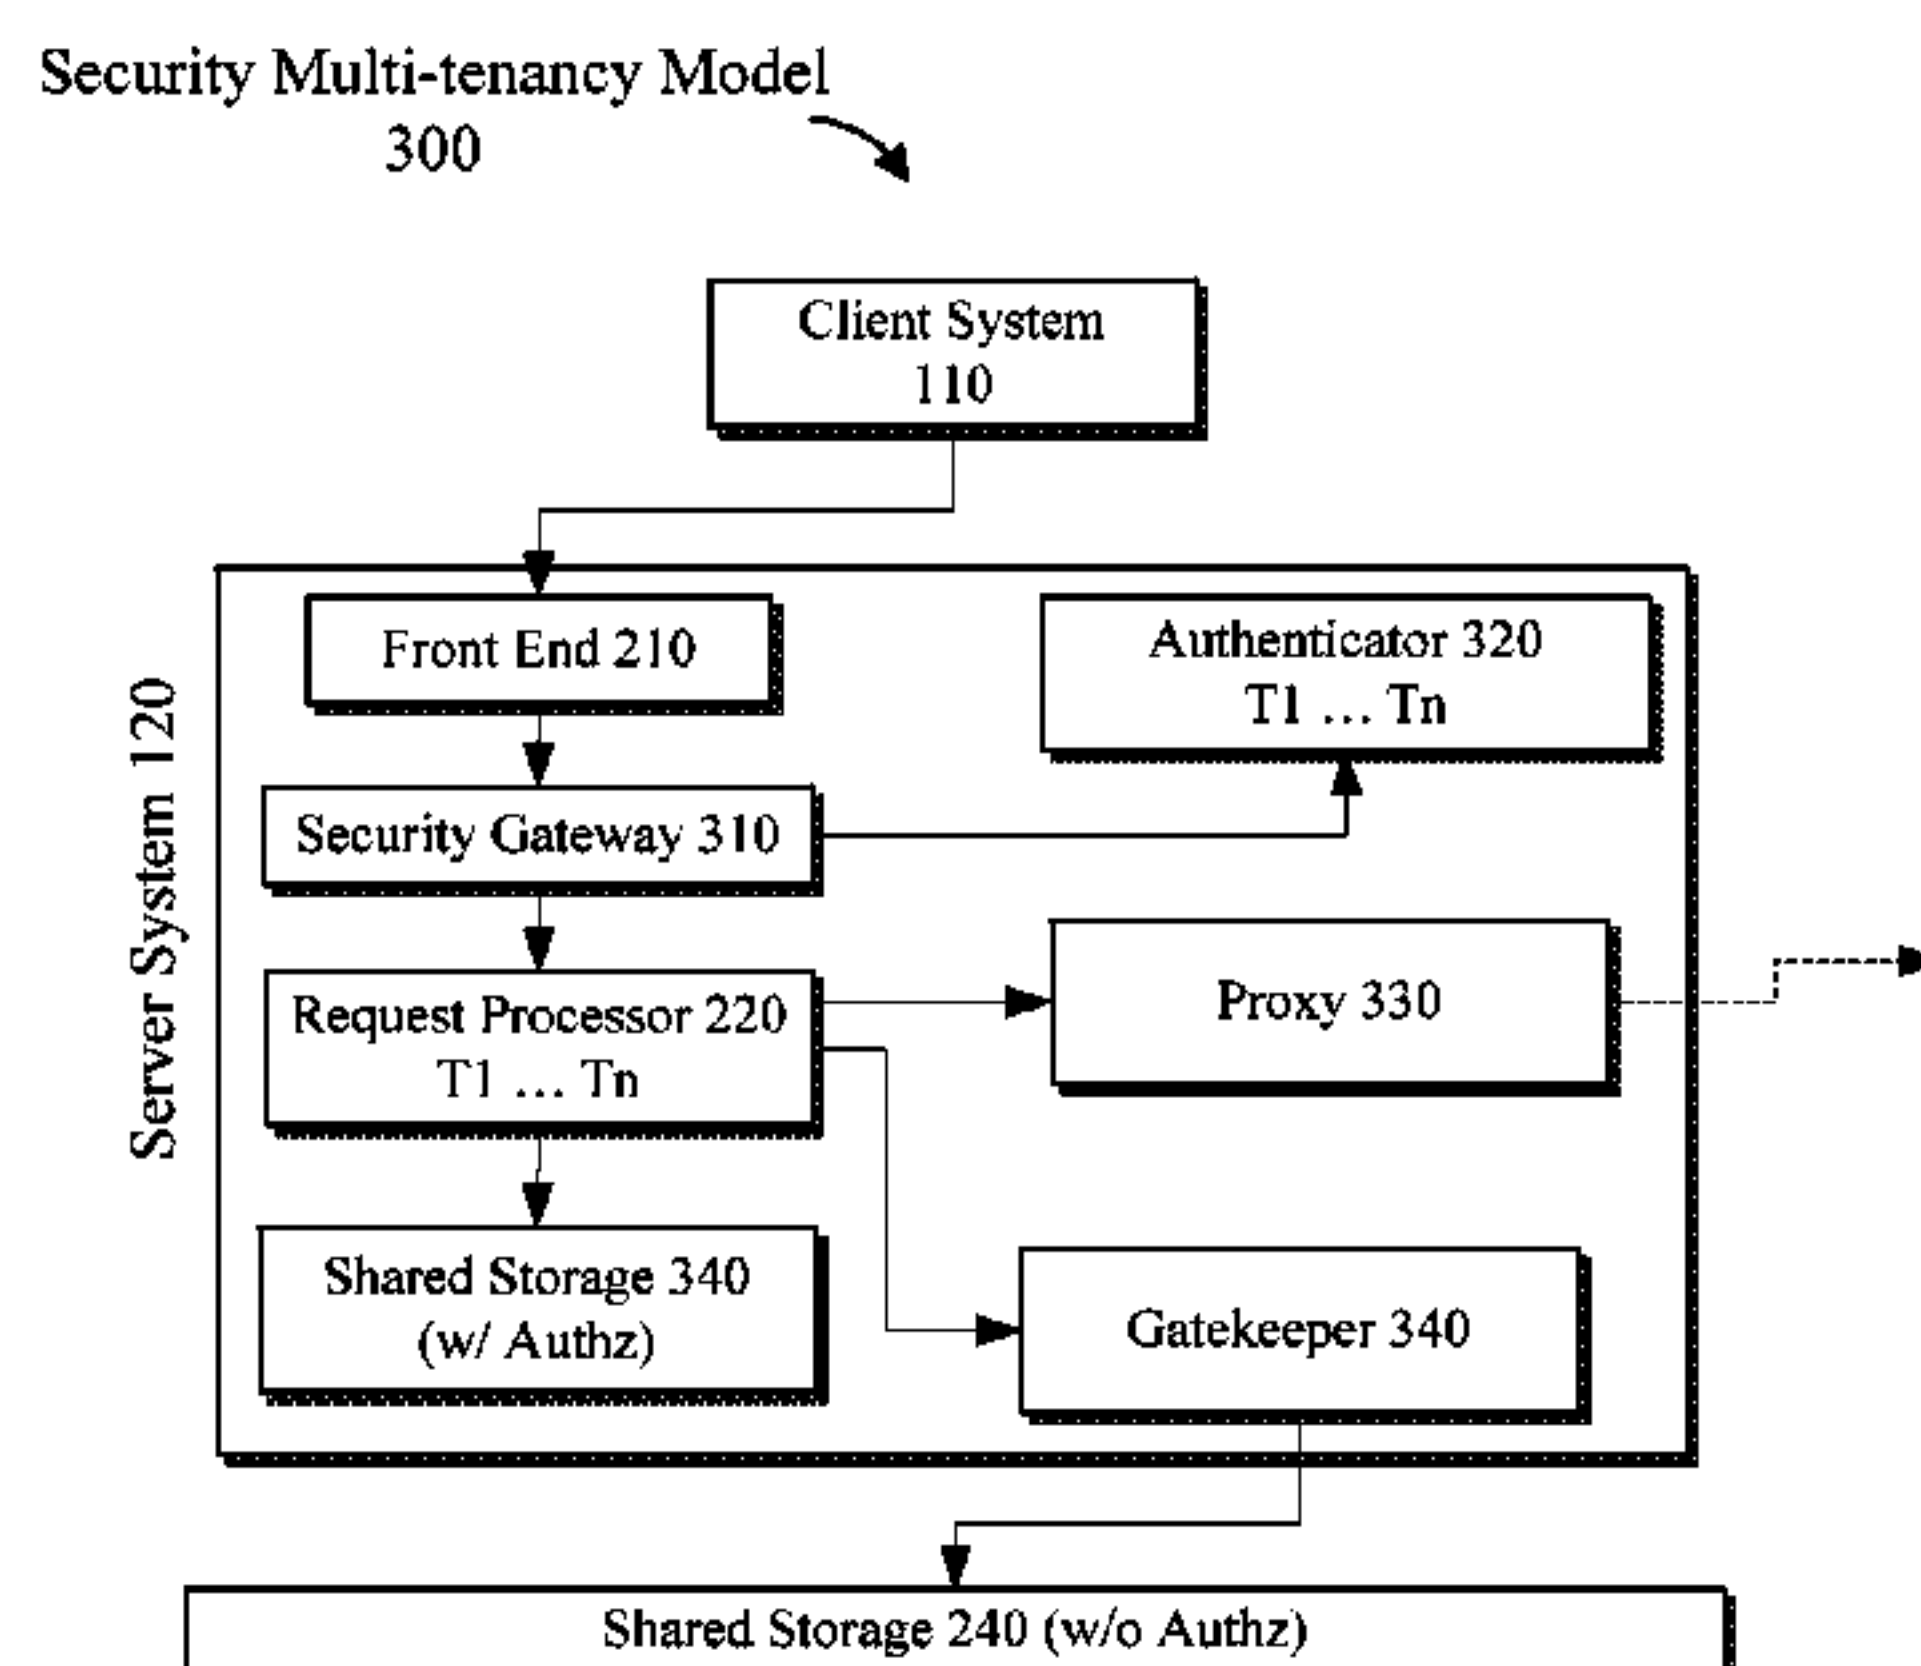 Security Multi-tenancy Model
300
Client System
110
Server System 120
Front End 210
Authenticator 320
T1 ... Tn
Security Gateway 310
Request Processor 220
T1 ... Tn
Proxy 330
Shared Storage 340
(w/ Authz)
Gatekeeper 340
Shared Storage 240 (w/o Authz)